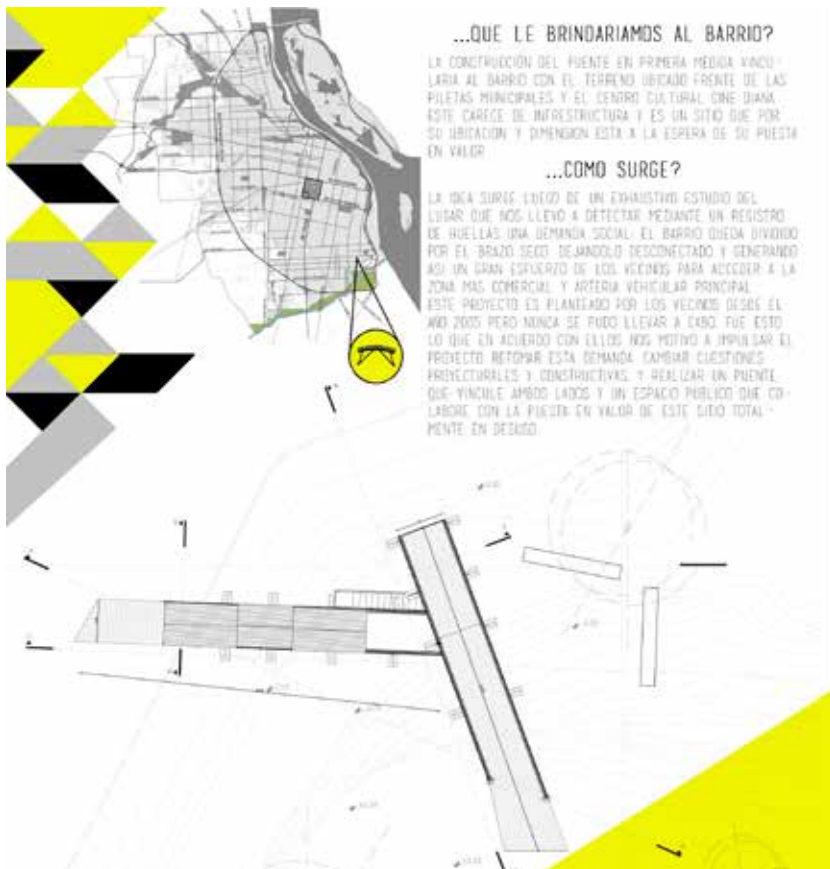 ...QUE LE BRINDARIAMOS AL BARRIO?
LA CONSTRUCCIÓN DEL PUENTE EN PRIMERA MEDIDA VINCU-
LARIA AL BARRIO CON EL TERRENO UBICADO FRENTE DE LAS
PILETAS MUNICIPALES Y EL CENTRO CULTURAL CINE DIANA.
ESTE CARECE DE INFRAESTRUCTURA Y ES UN SITIO QUE POR
SU UBICACION Y DIMENSION ESTA A LA ESPERA DE SU PUESTA
EN VALOR
...COMO SURGE?
LA IDEA SURGE LUEGO DE UN EXHAUSTIVO ESTUDIO DEL
LUGAR QUE NOS LLEVO A DETECTAR MEDIANTE UN REGISTRO
DE HUELLAS UNA DEMANDA SOCIAL: EL BARRIO QUEDA DIVIDIDO
POR EL BRAZO SECO DEJANDOLO DESCONECTADO Y GENERANDO
ASI UN GRAN ESFUERZO DE LOS VECINOS PARA ACCEDER A LA
ZONA MAS COMERCIAL Y ARTERIA VEHICULAR PRINCIPAL.
ESTE PROYECTO ES PLANTEADO POR LOS VECINOS DESDE EL
AÑO 2005 PERO NUNCA SE PUDO LLEVAR A CABO. FUE ESTO
LO QUE EN ACUERDO CON ELLOS NOS MOTIVO A IMPULSAR EL
PROYECTO, RETOMAR ESTA DEMANDA, CAMBIAR CUESTIONES
PROYECTURALES Y CONSTRUCTIVAS, Y REALIZAR UN PUENTE
QUE VINCULE AMBOS LADOS Y UN ESPACIO PUBLICO QUE CO-
LABORE CON LA PUESTA EN VALOR DE ESTE SITIO TOTAL-
MENTE EN DESUSO.